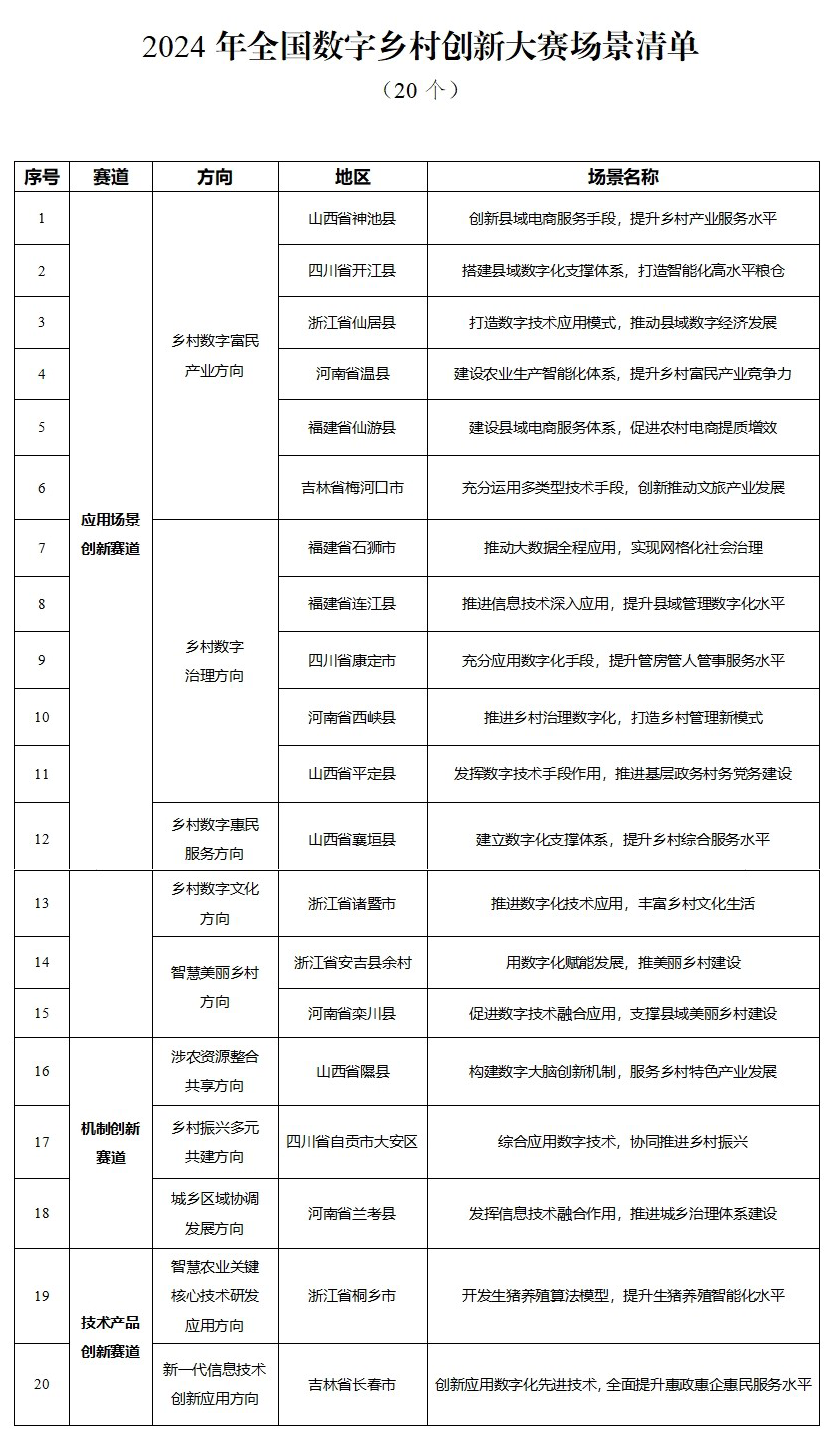 2024 年全国数字乡村创新大赛场景清单
（20 个）
序号 赛道 方向 地区 场景名称
1 山西省神池县 创新县域电商服务手段，提升乡村产业服务水平
2 四川省开江县 搭建县域数字化支撑体系，打造智能化高水平粮仓
3 浙江省仙居县 打造数字技术应用模式，推动县域数字经济发展
乡村数字富民
产业方向
4 河南省温县 建设农业生产智能化体系，提升乡村富民产业竞争力
5 福建省仙游县 建设县域电商服务体系，促进农村电商提质增效
6 吉林省梅河口市 充分运用多类型技术手段，创新推动文旅产业发展
应用场景
创新赛道
7 福建省石狮市 推动大数据全程应用，实现网格化社会治理
8 福建省连江县 推进信息技术深入应用，提升县域管理数字化水平
乡村数字
治理方向
9 四川省康定市 充分应用数字化手段，提升管房管人管事服务水平
10 河南省西峡县 推进乡村治理数字化，打造乡村管理新模式
11 山西省平定县 发挥数字技术手段作用，推进基层政务村务党务建设
乡村数字惠民
服务方向
12 山西省襄垣县 建立数字化支撑体系，提升乡村综合服务水平
乡村数字文化
方向
13 浙江省诸暨市 推进数字化技术应用，丰富乡村文化生活
智慧美丽乡村
方向
14 浙江省安吉县余村 用数字化赋能发展，推美丽乡村建设
15 河南省栾川县 促进数字技术融合应用，支撑县域美丽乡村建设
机制创新
赛道
涉农资源整合
共享方向
16 山西省隰县 构建数字大脑创新机制，服务乡村特色产业发展
乡村振兴多元
共建方向
17 四川省自贡市大安区 综合应用数字技术，协同推进乡村振兴
城乡区域协调
发展方向
18 河南省兰考县 发挥信息技术融合作用，推进城乡治理体系建设
技术产品
创新赛道
智慧农业关键
核心技术研发
应用方向
19 浙江省桐乡市 开发生猪养殖算法模型，提升生猪养殖智能化水平
新一代信息技术
创新应用方向
20 吉林省长春市 创新应用数字化先进技术，全面提升惠政惠企惠民服务水平